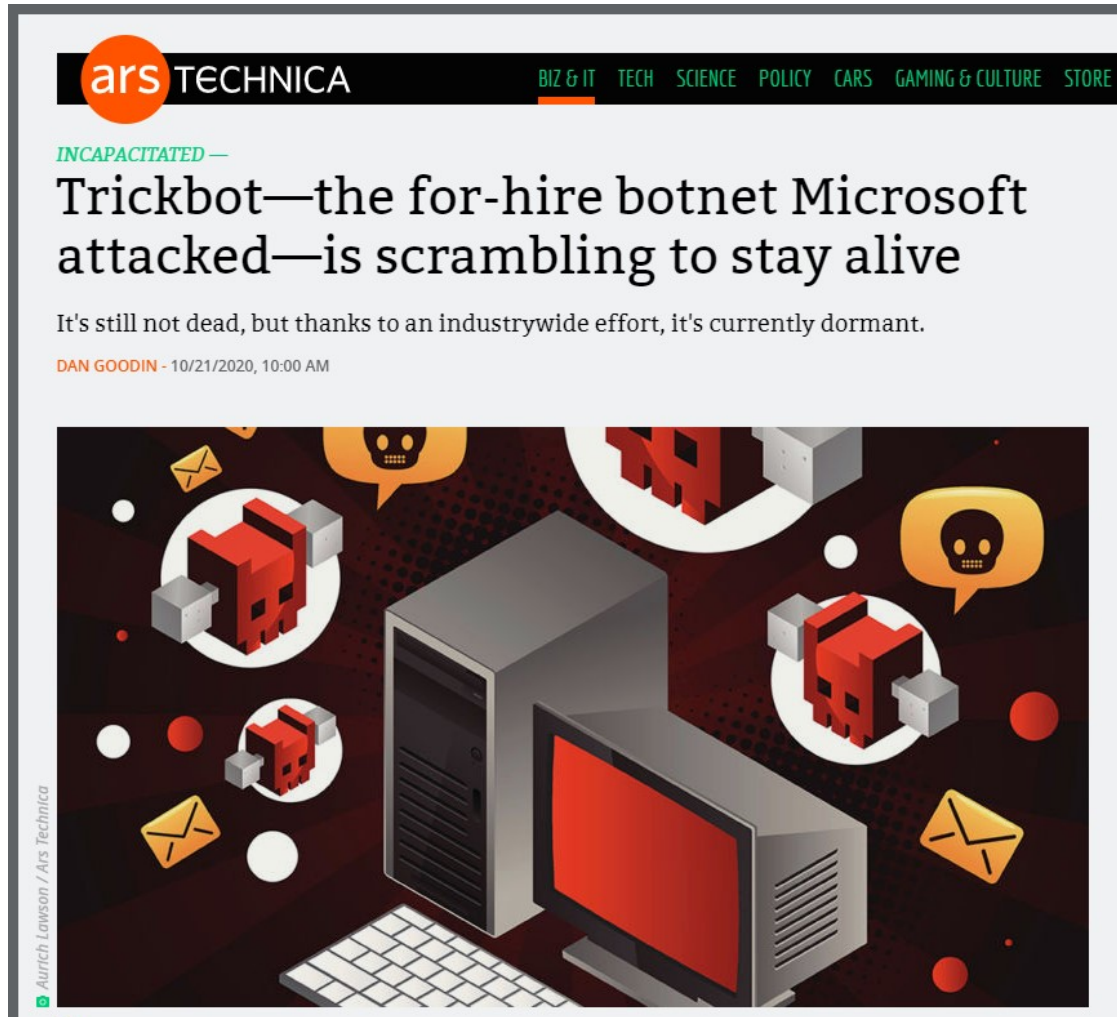 ars TECHNICA
BIZ & IT TECH SCIENCE POLICY CARS GAMING & CULTURE STORE
INCAPACITATED —
Trickbot—the for-hire botnet Microsoft
attacked—is scrambling to stay alive
It's still not dead, but thanks to an industrywide effort, it's currently dormant.
DAN GOODIN - 10/21/2020, 10:00 AM
Aurich Lawson / Ars Technica